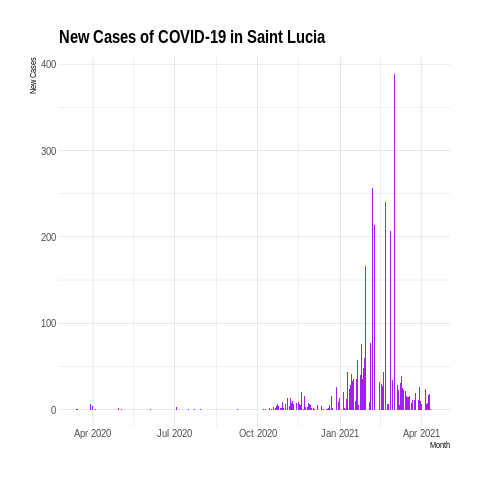 New Cases of COVID-19 in Saint Lucia
New Cases
400
300
200
100
0
Apr 2020 Jul 2020 Oct 2020 Jan 2021 Apr 2021
Month